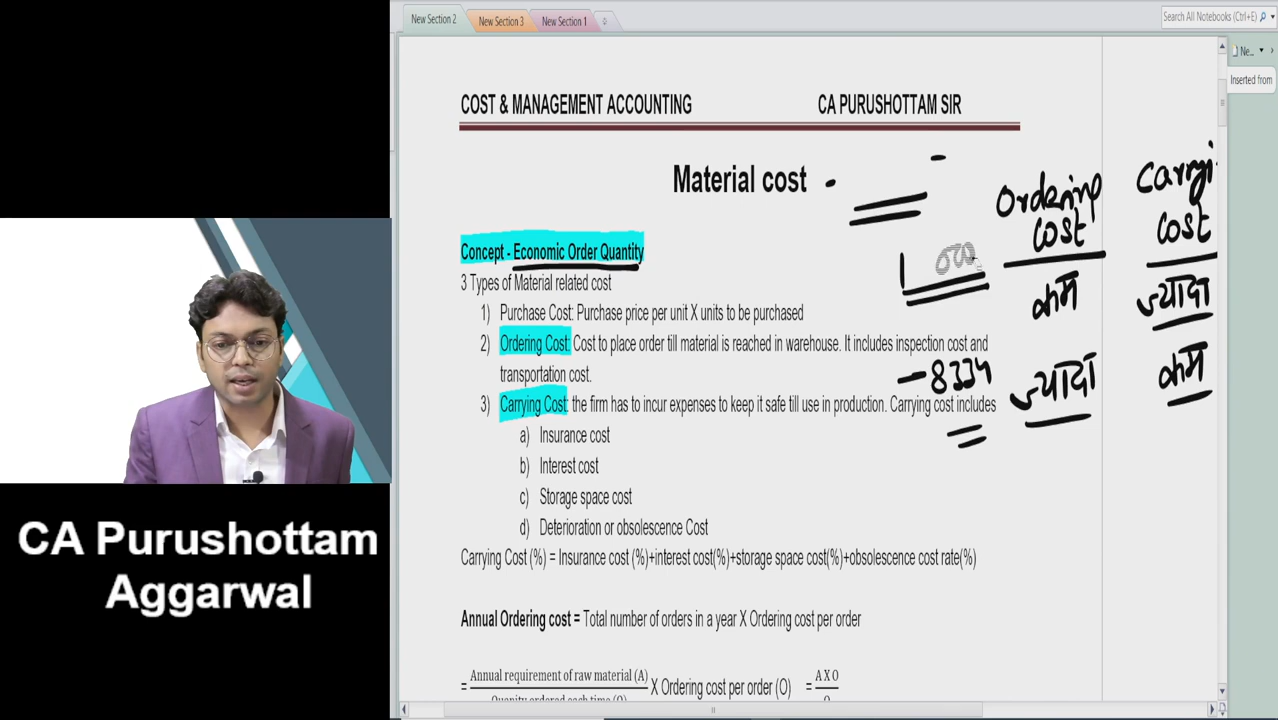 New Section 2
New Section 3
New Section 1
Search All Notebooks (Ctrl+E)
Ne...
Inserted from
COST & MANAGEMENT ACCOUNTING
CA PURUSHOTTAM SIR
Material cost
Ordering
cost
कम
ज्यादा
Carryi
cost
ज्यादा
कम
8334
Concept - Economic Order Quantity
3 Types of Material related cost
1) Purchase Cost: Purchase price per unit X units to be purchased
2) Ordering Cost: Cost to place order till material is reached in warehouse. It includes inspection cost and
transportation cost.
3) Carrying Cost: the firm has to incur expenses to keep it safe till use in production. Carrying cost includes
a) Insurance cost
b) Interest cost
c) Storage space cost
d) Deterioration or obsolescence Cost
Carrying Cost (%) = Insurance cost (%)+interest cost(%)+storage space cost(%)+obsolescence cost rate(%)
Annual Ordering cost = Total number of orders in a year X Ordering cost per order
= Annual requirement of raw material (A) X Ordering cost per order (O) = A X O
CA Purushottam
Aggarwal